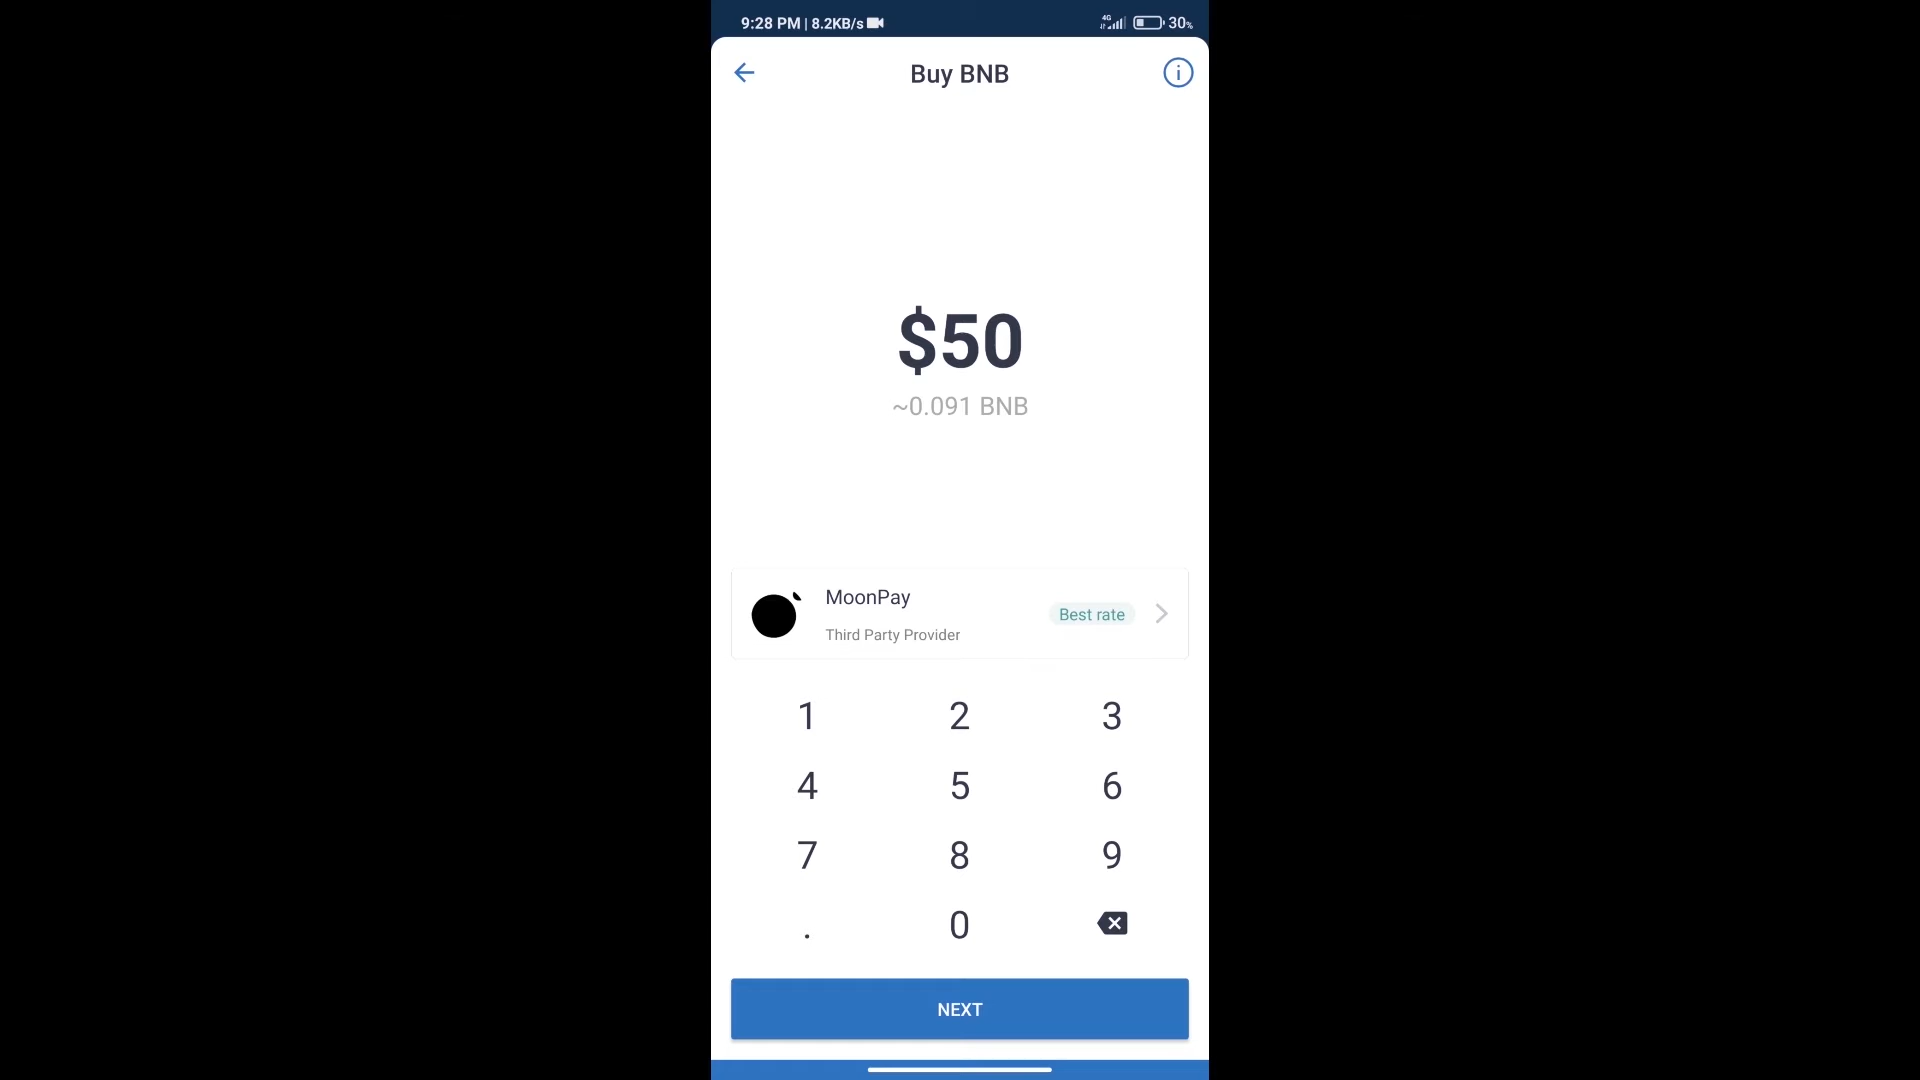 9:28 PM | 8.2KB/s 4G 30%
Buy BNB
$50
~0.091 BNB
MoonPay
Best rate
Third Party Provider
1 2 3
4 5 6
7 8 9
. 0
NEXT